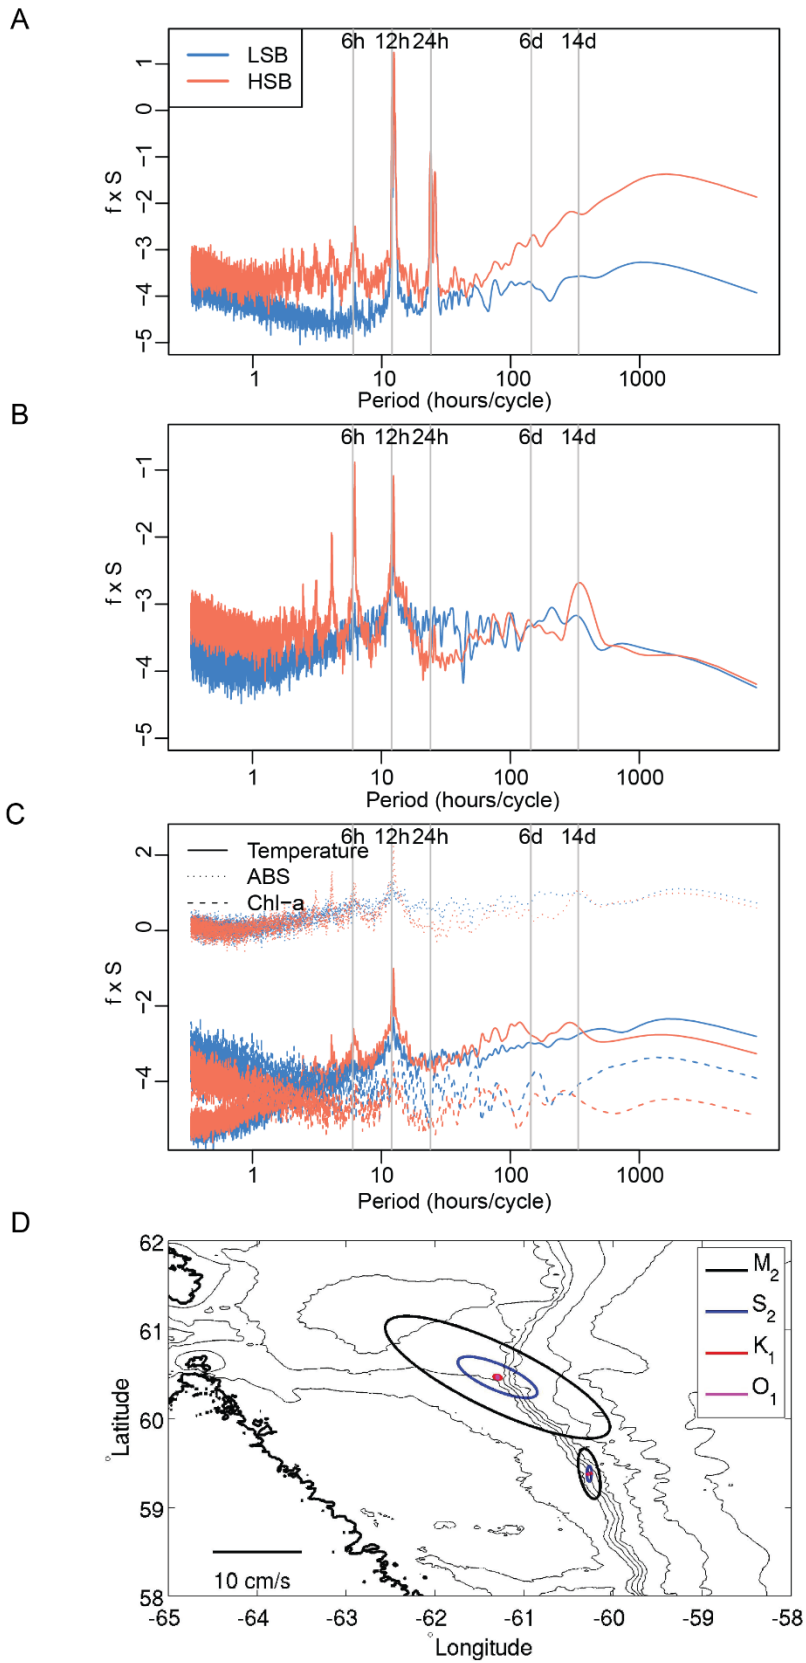 A
6h 12h 24h 6d 14d
LSB
HSB
f x S
1
0
−1
−2
−3
−4
−5
1 10 100 1000
Period (hours/cycle)
B
6h 12h 24h 6d 14d
f x S
−1
−2
−3
−4
−5
1 10 100 1000
Period (hours/cycle)
C
6h 12h 24h 6d 14d
Temperature
ABS
Chl−a
f x S
2
0
−2
−4
1 10 100 1000
Period (hours/cycle)
D
M2
S2
K1
O1
°Latitude
62
61
60
59
58
10 cm/s
-65 -64 -63 -62 -61 -60 -59 -58
°Longitude